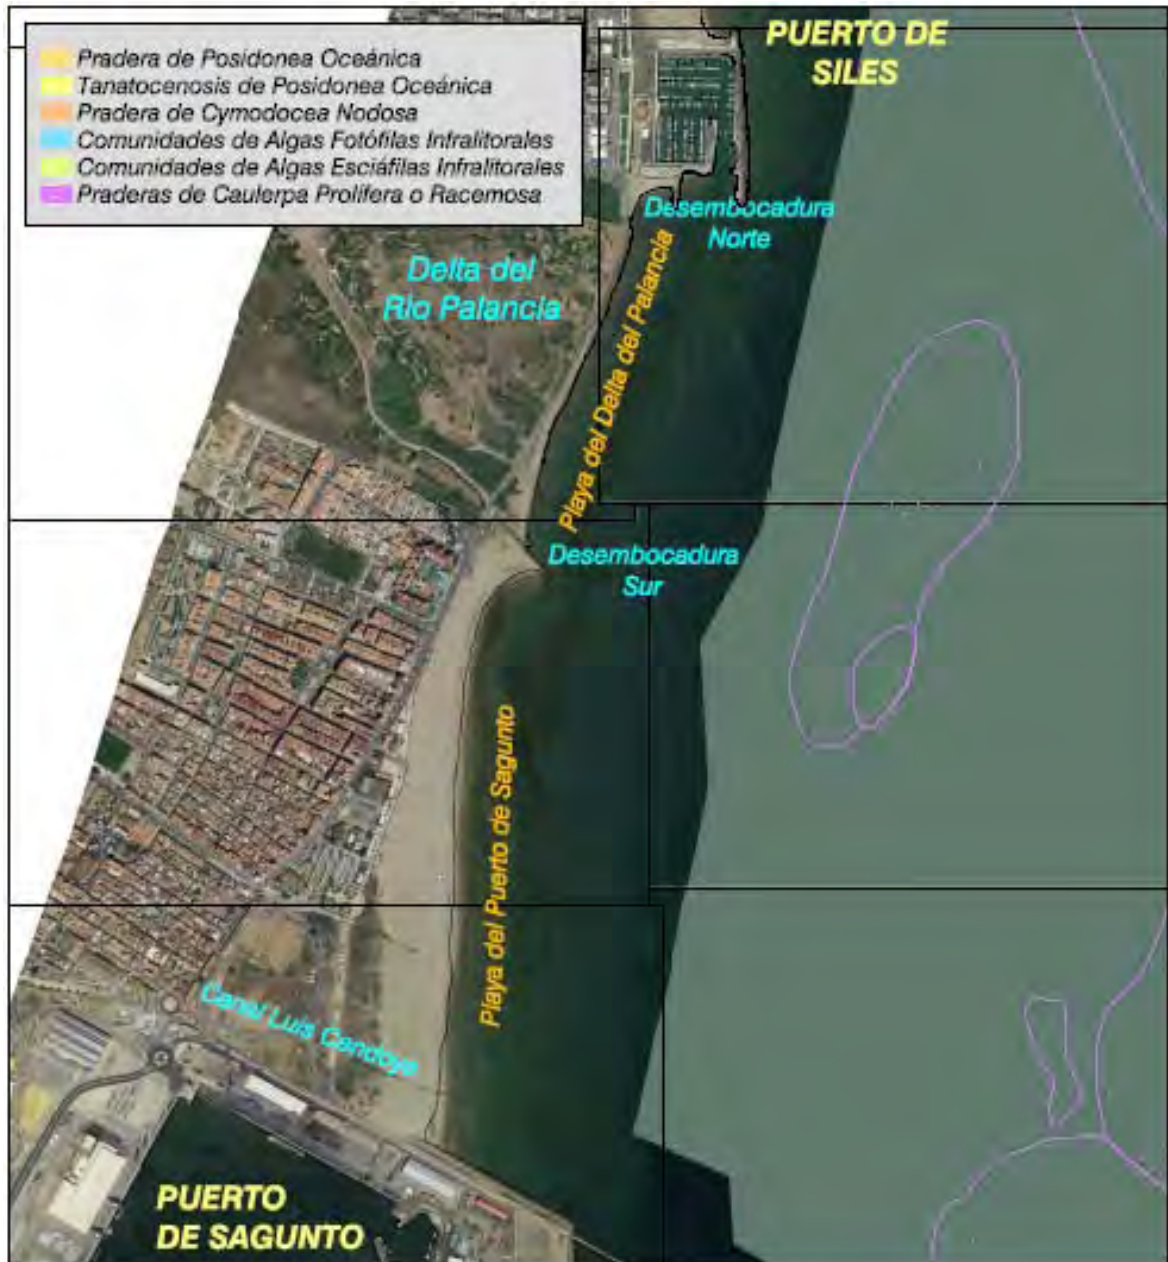 Pradera de Posidonea Oceánica
Tanatocenosis de Posidonea Oceánica
Pradera de Cymodocea Nodosa
Comunidades de Algas Fotófilas Infralitorales
Comunidades de Algas Esciáfilas Infralitorales
Praderas de Caulerpa Prolífera o Racemosa
PUERTO DE
SILES
Desembocadura
Norte
Delta del
Rio Palancia
Playa del Delta del Palancia
Desembocadura
Sur
Playa del Puerto de Sagunto
Canal Luis Cendoya
PUERTO
DE SAGUNTO